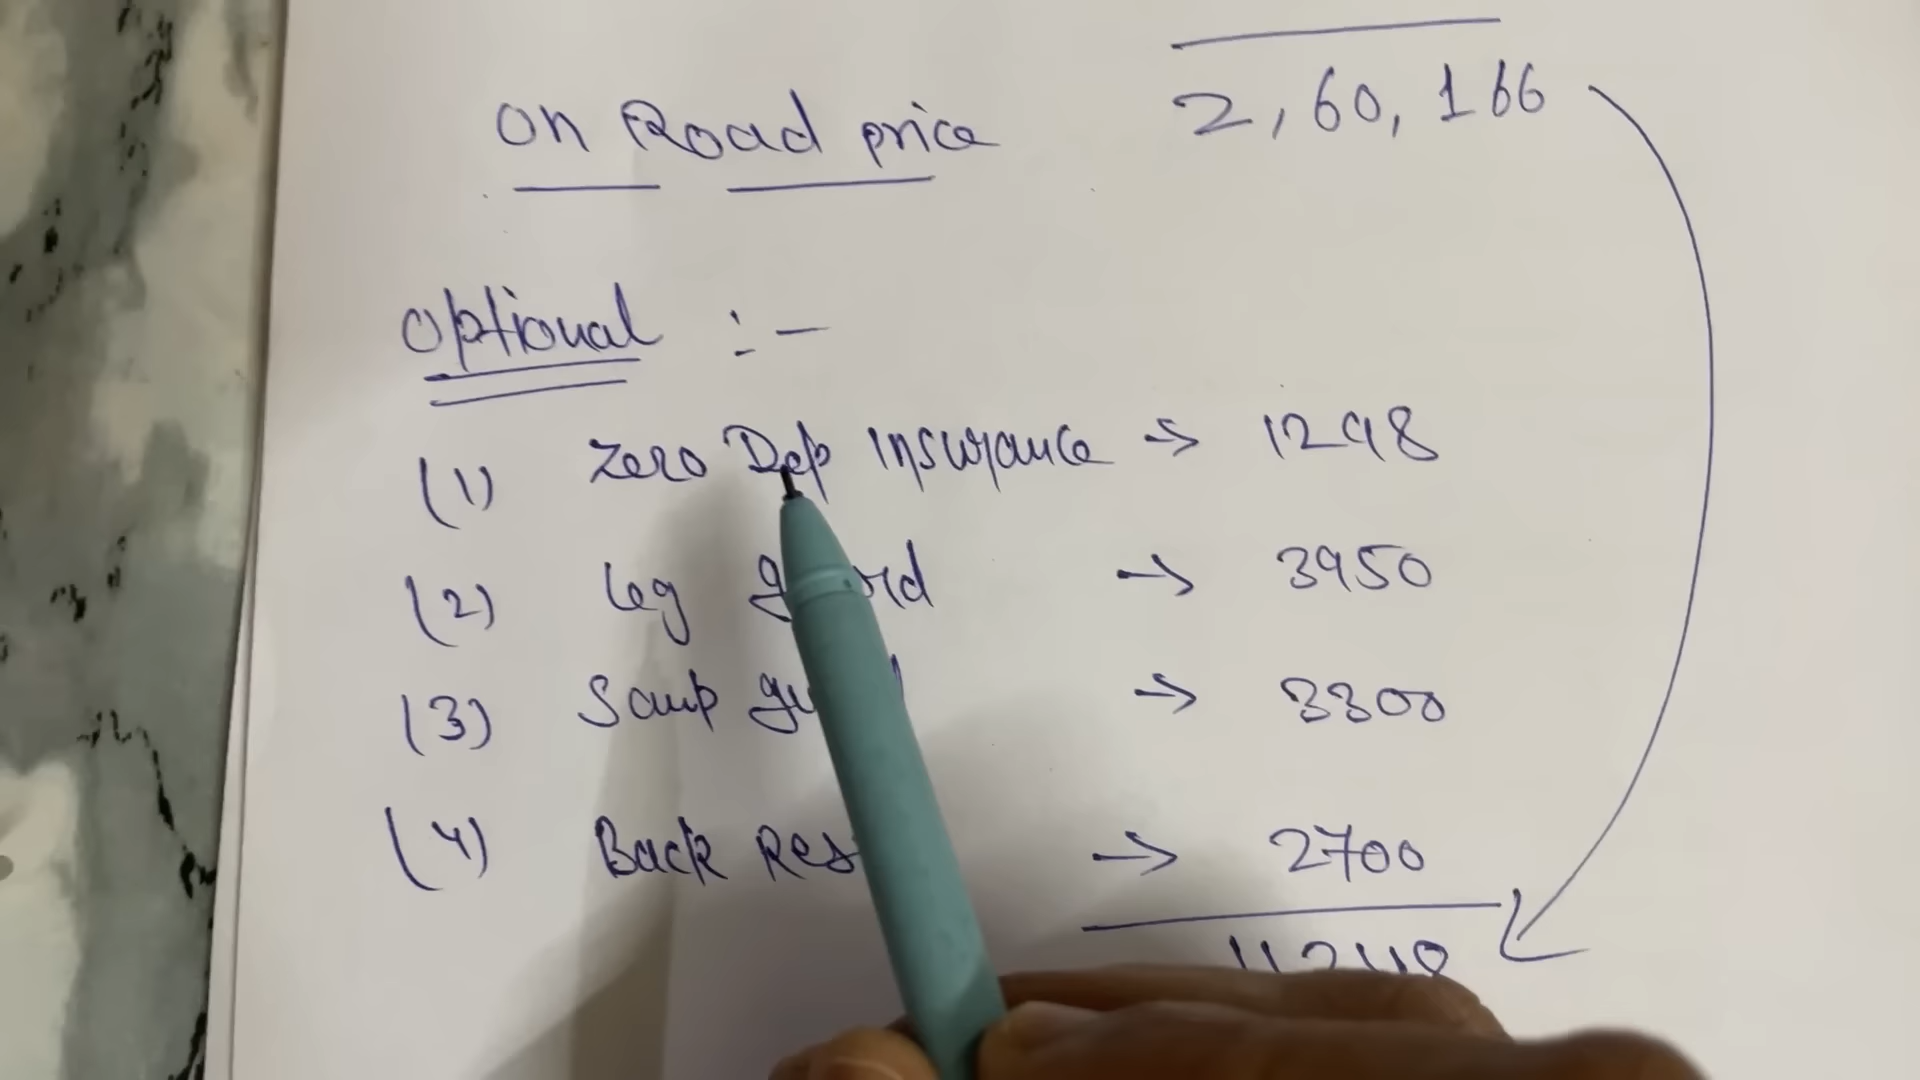 2,60,166
On Road price
Optional :-
(1) Zero Dep Insurance → 1298
(2) Leg → 3950
(3) Saup → 3300
(4) Back → 2700